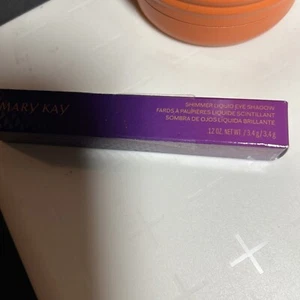 MARY KAY
SHIMMER LIQUID EYE SHADOW
FARDS À PAUPIÈRES LIQUIDE SCINTILLANT
SOMBRA DE OJOS LÍQUIDA BRILLANTE
.12 OZ. NET WT. / 3,4 g / 3.4 g